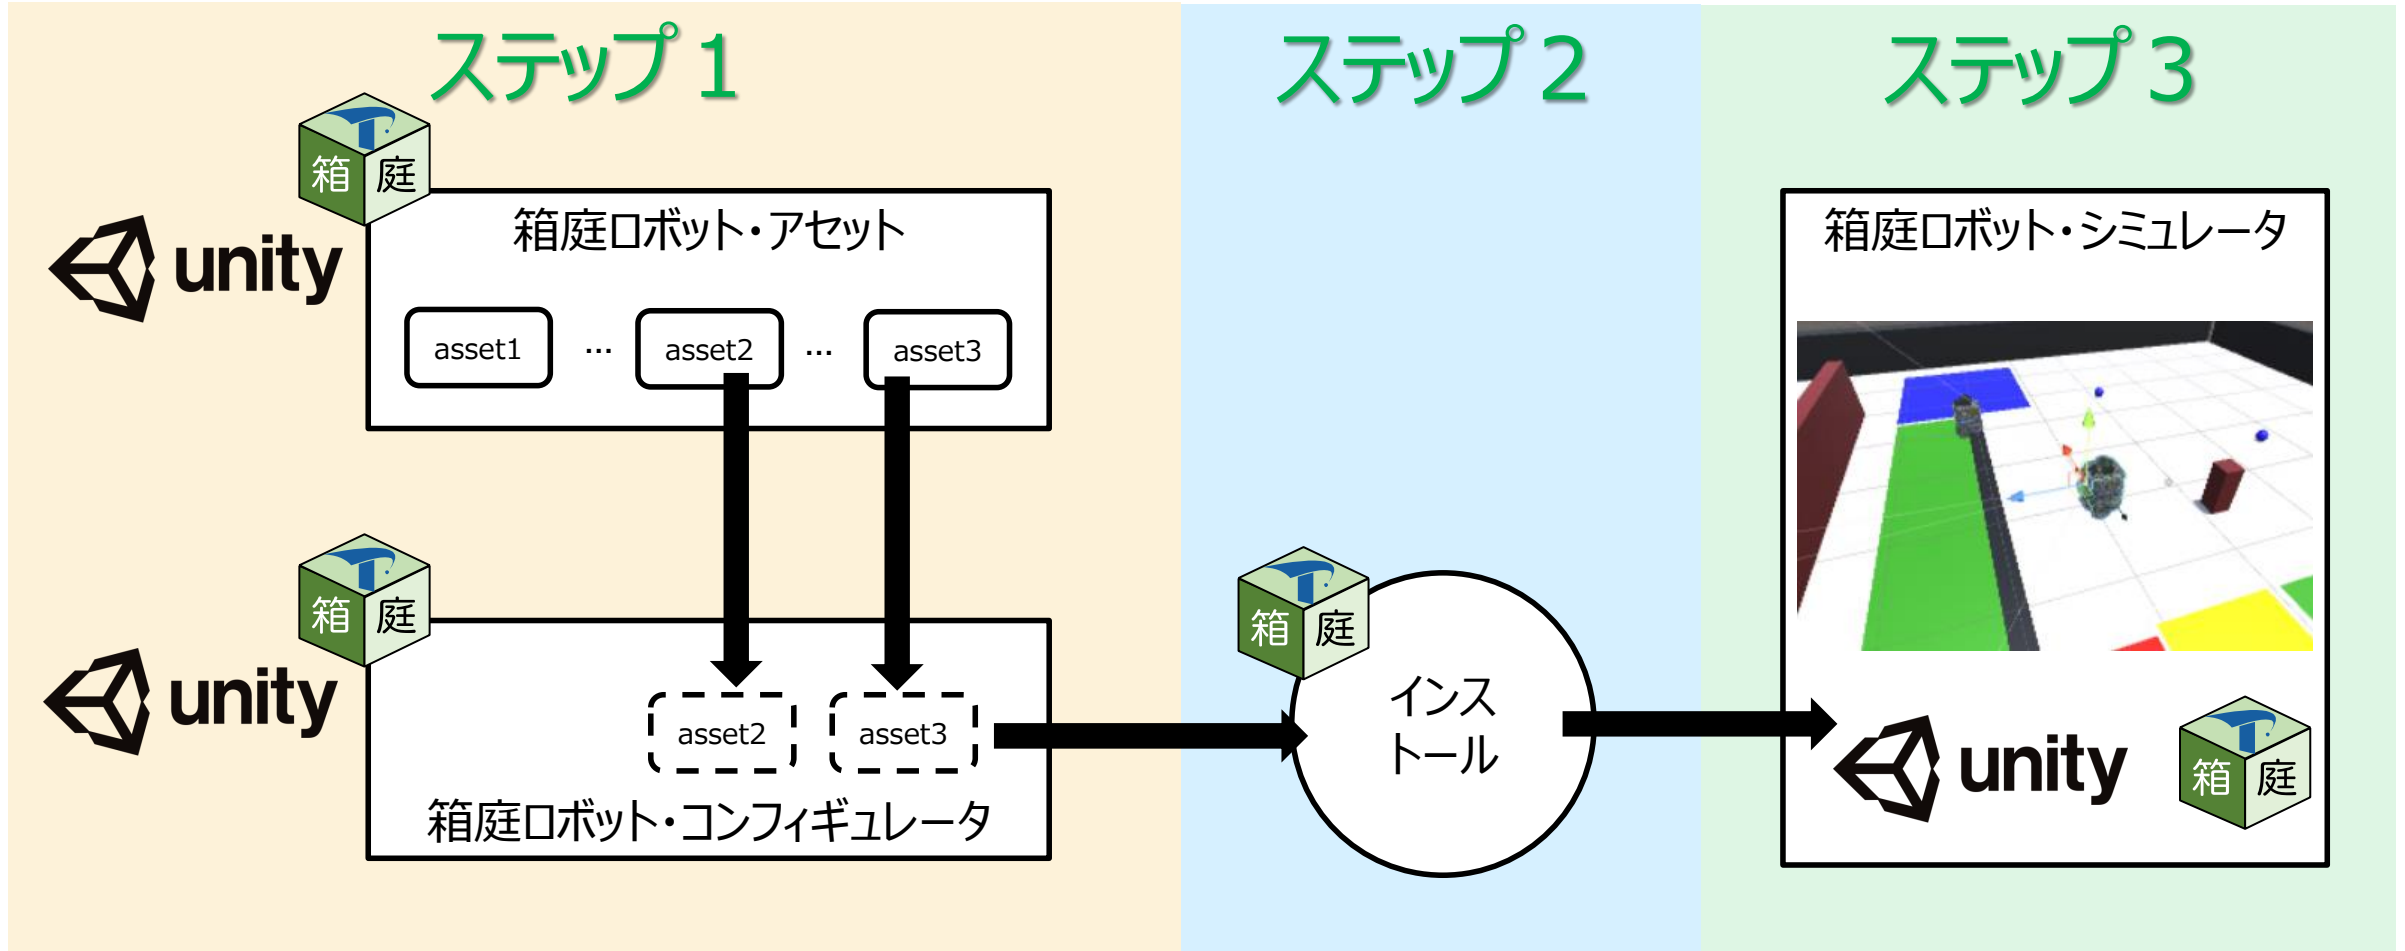 ステップ１
箱 庭
箱庭ロボット・アセット
unity
asset1 … asset2 … asset3
箱 庭
unity
asset2 asset3
箱庭ロボット・コンフィギュレータ
ステップ２
箱 庭
インス
トール
ステップ３
箱庭ロボット・シミュレータ
unity
箱 庭